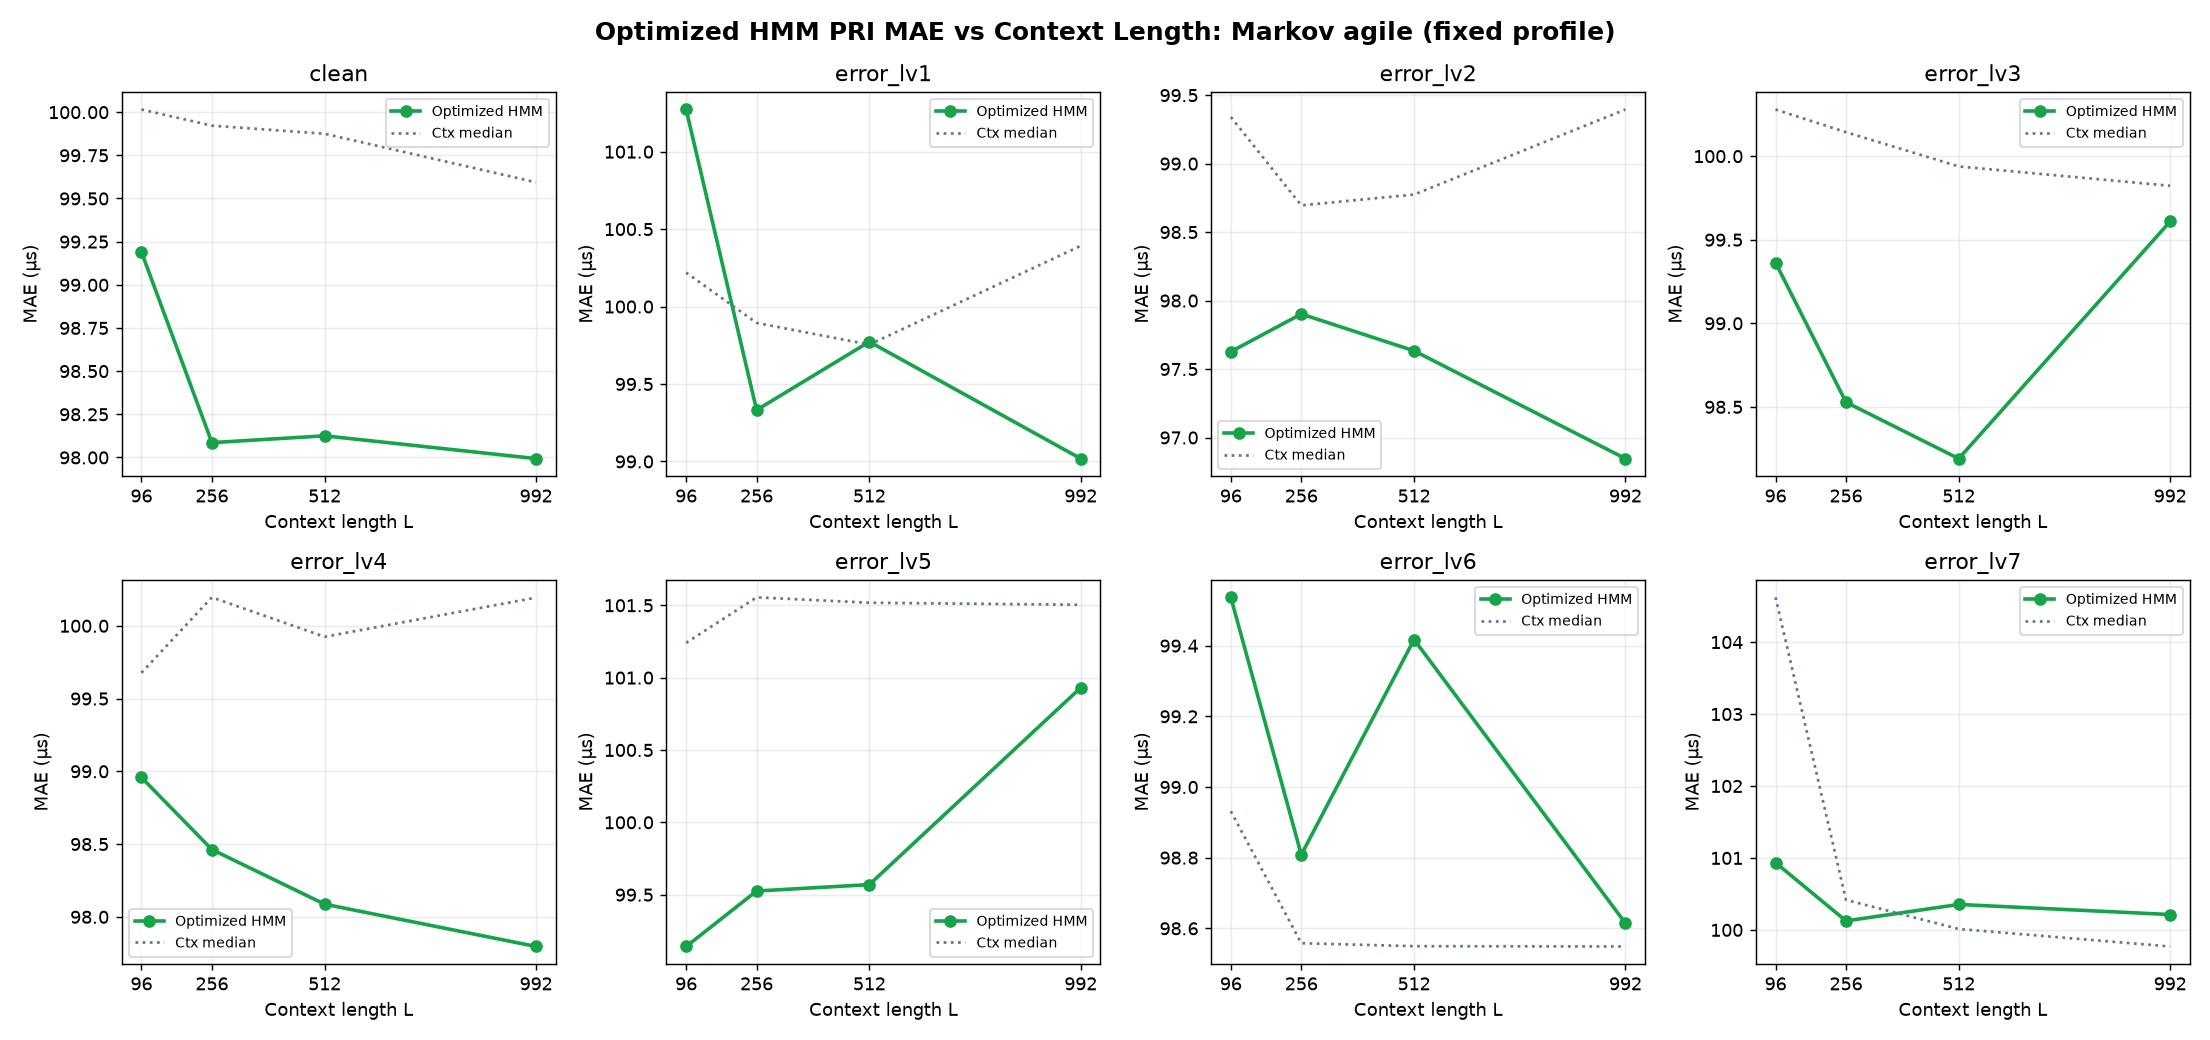 Optimized HMM PRI MAE vs Context Length: Markov agile (fixed profile)
clean
MAE (µs)
100.00
99.75
99.50
99.25
99.00
98.75
98.50
98.25
98.00
Optimized HMM
Ctx median
96 256 512 992
Context length L
error_lv1
MAE (µs)
101.0
100.5
100.0
99.5
99.0
Optimized HMM
Ctx median
96 256 512 992
Context length L
error_lv2
MAE (µs)
99.5
99.0
98.5
98.0
97.5
97.0
Optimized HMM
Ctx median
96 256 512 992
Context length L
error_lv3
MAE (µs)
100.0
99.5
99.0
98.5
Optimized HMM
Ctx median
96 256 512 992
Context length L
error_lv4
MAE (µs)
100.0
99.5
99.0
98.5
98.0
Optimized HMM
Ctx median
96 256 512 992
Context length L
error_lv5
MAE (µs)
101.5
101.0
100.5
100.0
99.5
Optimized HMM
Ctx median
96 256 512 992
Context length L
error_lv6
MAE (µs)
99.4
99.2
99.0
98.8
98.6
Optimized HMM
Ctx median
96 256 512 992
Context length L
error_lv7
MAE (µs)
104
103
102
101
100
Optimized HMM
Ctx median
96 256 512 992
Context length L